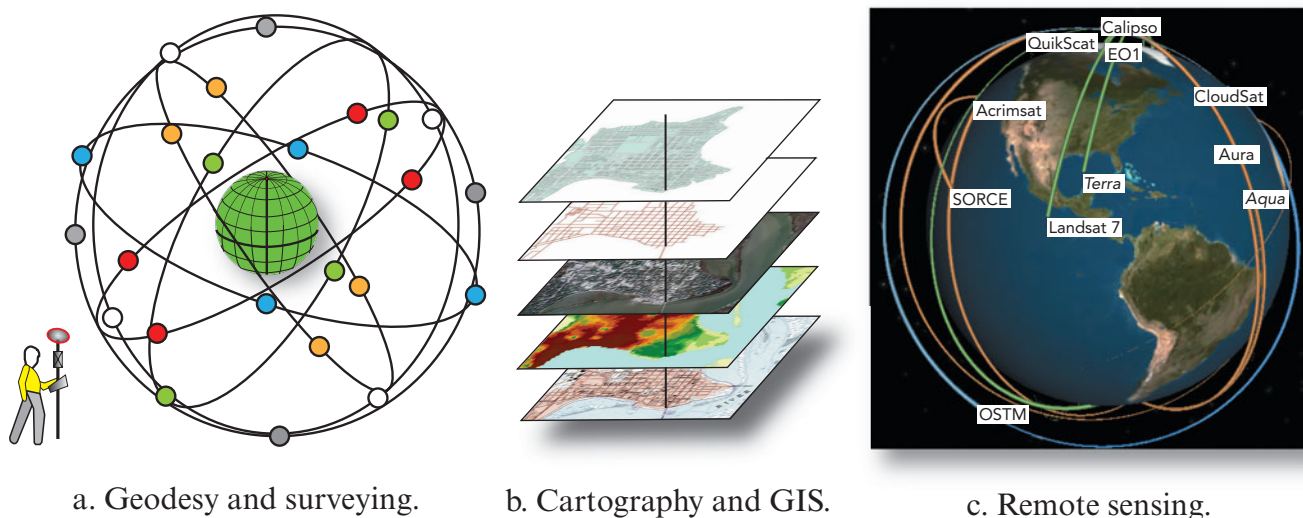 Calipso
QuikScat
EO1
CloudSat
Acrimsat
Aura
Terra
SORCE
Aqua
Landsat 7
OSTM
a. Geodesy and surveying.
b. Cartography and GIS.
c. Remote sensing.